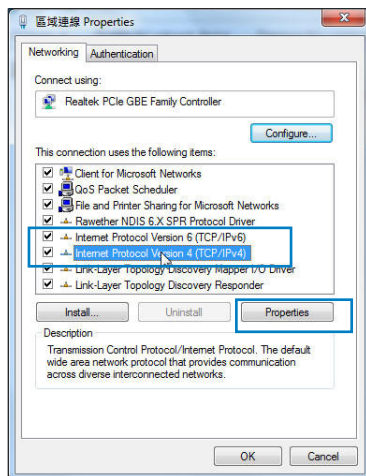 區域連線 Properties
Networking
Authentication
Connect using:
Realtek PCIe GBE Family Controller
Configure...
This connection uses the following items:
Client for Microsoft Networks
QoS Packet Scheduler
File and Printer Sharing for Microsoft Networks
Rawether NDIS 6.X SPR Protocol Driver
Internet Protocol Version 6 (TCP/IPv6)
Internet Protocol Version 4 (TCP/IPv4)
Link-Layer Topology Discovery Mapper I/O Driver
Link-Layer Topology Discovery Responder
Install...
Uninstall
Properties
Description
Transmission Control Protocol/Internet Protocol. The default
wide area network protocol that provides communication
across diverse interconnected networks.
OK
Cancel